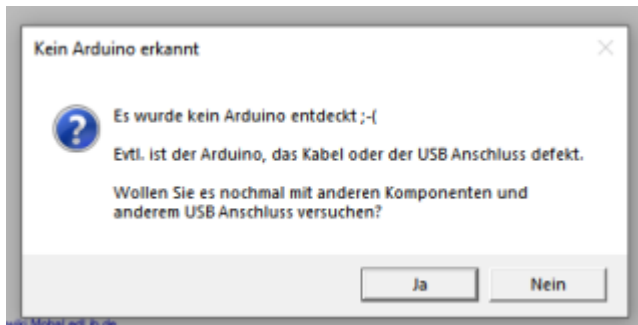 Kein Arduino erkannt
Es wurde kein Arduino entdeckt ;-(
Evtl. ist der Arduino, das Kabel oder der USB Anschluss defekt.
Wollen Sie es nochmal mit anderen Komponenten und
anderem USB Anschluss versuchen?
Ja
Nein